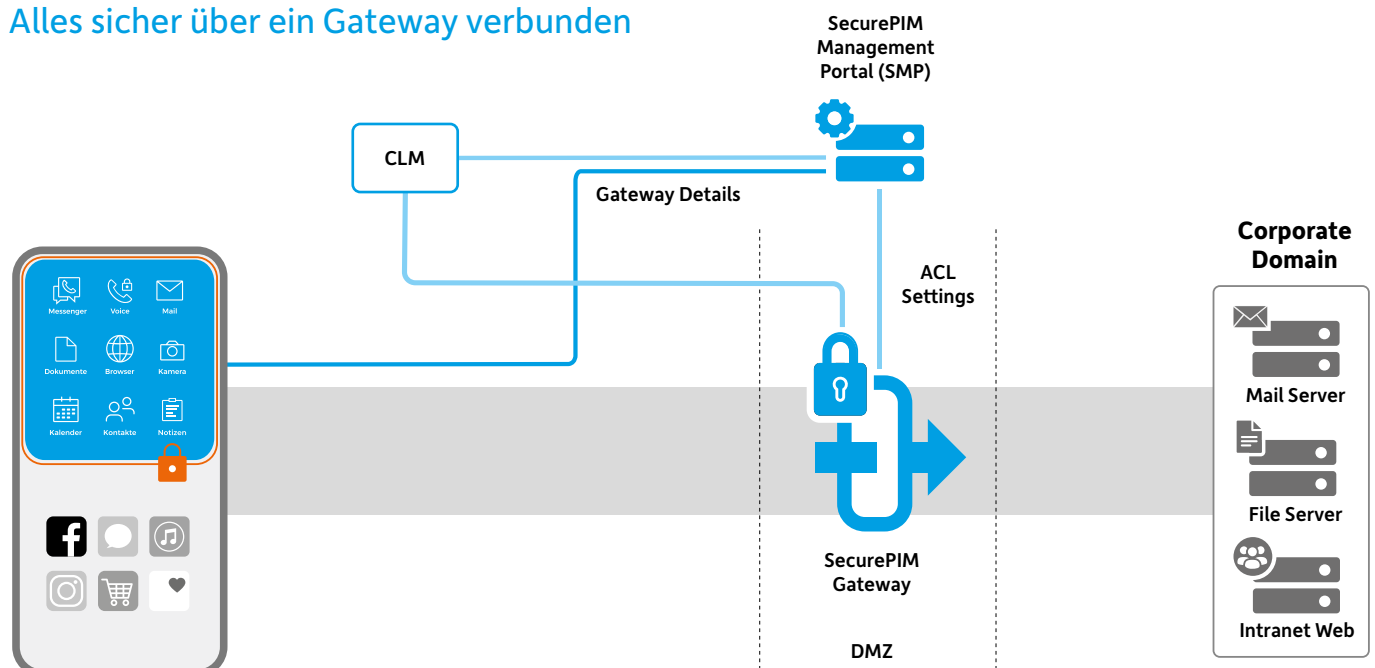 Alles sicher über ein Gateway verbunden
SecurePIM
Management
Portal (SMP)
CLM
Gateway Details
ACL
Settings
Corporate
Domain
Messenger
Voice
Mail
Dokumente
Browser
Kamera
Kalender
Kontakte
Notizen
Mail Server
File Server
Intranet Web
SecurePIM
Gateway
DMZ